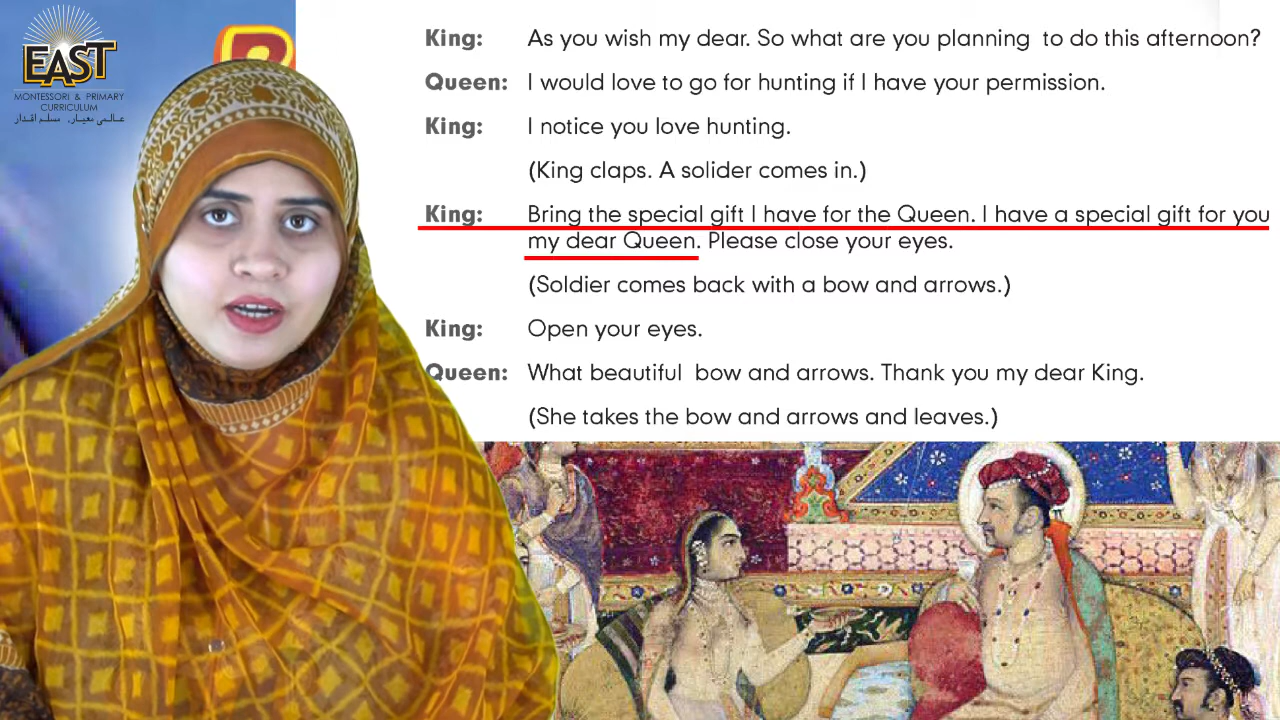 EAST
MONTESSORI & PRIMARY
CURRICULUM
عالمی معیار، مسلم اقدار
King: As you wish my dear. So what are you planning to do this afternoon?
Queen: I would love to go for hunting if I have your permission.
King: I notice you love hunting.
(King claps. A solider comes in.)
King: Bring the special gift I have for the Queen. I have a special gift for you
my dear Queen. Please close your eyes.
(Soldier comes back with a bow and arrows.)
King: Open your eyes.
Queen: What beautiful bow and arrows. Thank you my dear King.
(She takes the bow and arrows and leaves.)